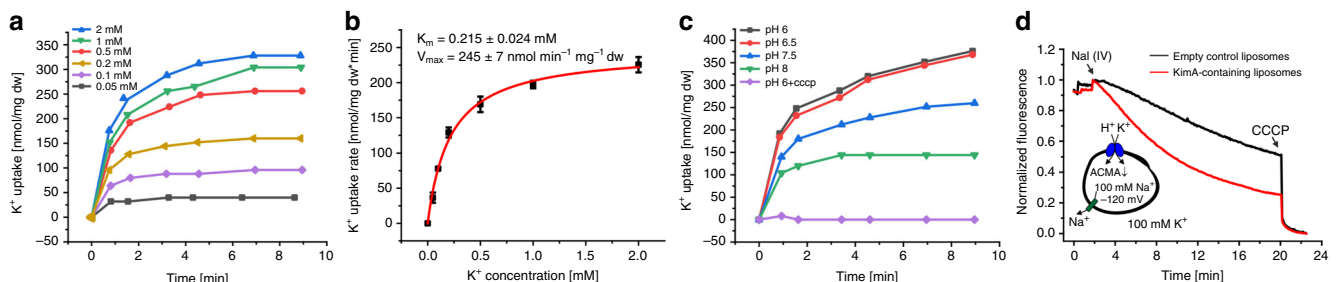 a
K⁺ uptake [nmol/mg dw]
350
300
250
200
150
100
50
0
−50
2 mM
1 mM
0.5 mM
0.2 mM
0.1 mM
0.05 mM
0 2 4 6 8 10
Time [min]
b
K⁺ uptake rate [nmol/mg dw*min]
250
200
150
100
50
0
Kₘ = 0.215 ± 0.024 mM
Vₘₐₓ = 245 ± 7 nmol min⁻¹ mg⁻¹ dw
0.0 0.5 1.0 1.5 2.0
K⁺ concentration [mM]
c
K⁺ uptake [nmol/mg dw]
400
350
300
250
200
150
100
50
0
−50
pH 6
pH 6.5
pH 7.5
pH 8
pH 6+cccp
0 2 4 6 8 10
Time [min]
d
Normalized fluorescence
1.2
1.0
0.8
0.6
0.4
0.2
0.0
NaI (IV)
Empty control liposomes
KimA-containing liposomes
CCCP
H⁺ K⁺
ACMA↓
100 mM Na⁺
−120 mV
Na⁺
100 mM K⁺
0 4 8 12 16 20 24
Time [min]